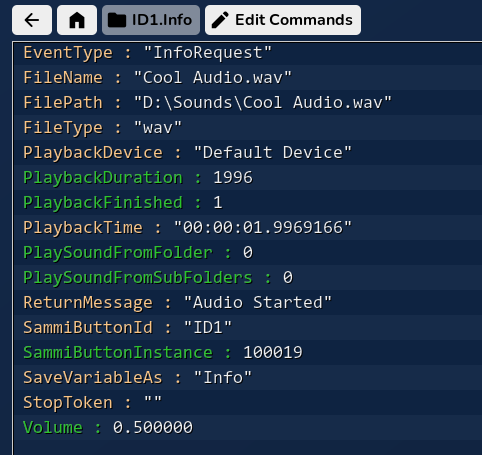 ID1.Info
Edit Commands
EventType : "InfoRequest"
FileName : "Cool Audio.wav"
FilePath : "D:\Sounds\Cool Audio.wav"
FileType : "wav"
PlaybackDevice : "Default Device"
PlaybackDuration : 1996
PlaybackFinished : 1
PlaybackTime : "00:00:01.9969166"
PlaySoundFromFolder : 0
PlaySoundFromSubFolders : 0
ReturnMessage : "Audio Started"
SammiButtonId : "ID1"
SammiButtonInstance : 100019
SaveVariableAs : "Info"
StopToken : ""
Volume : 0.500000